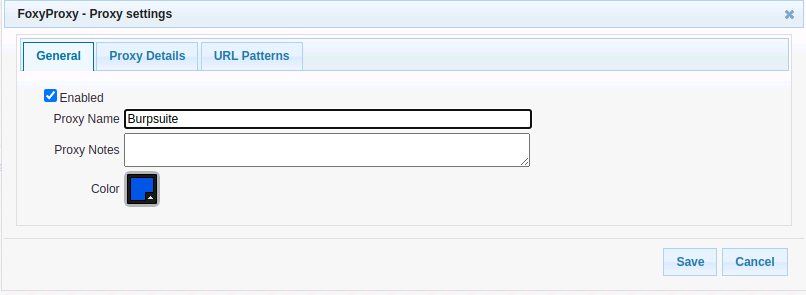 FoxyProxy - Proxy settings
General Proxy Details URL Patterns
Enabled
Proxy Name Burpsuite
Proxy Notes
Color
Save Cancel